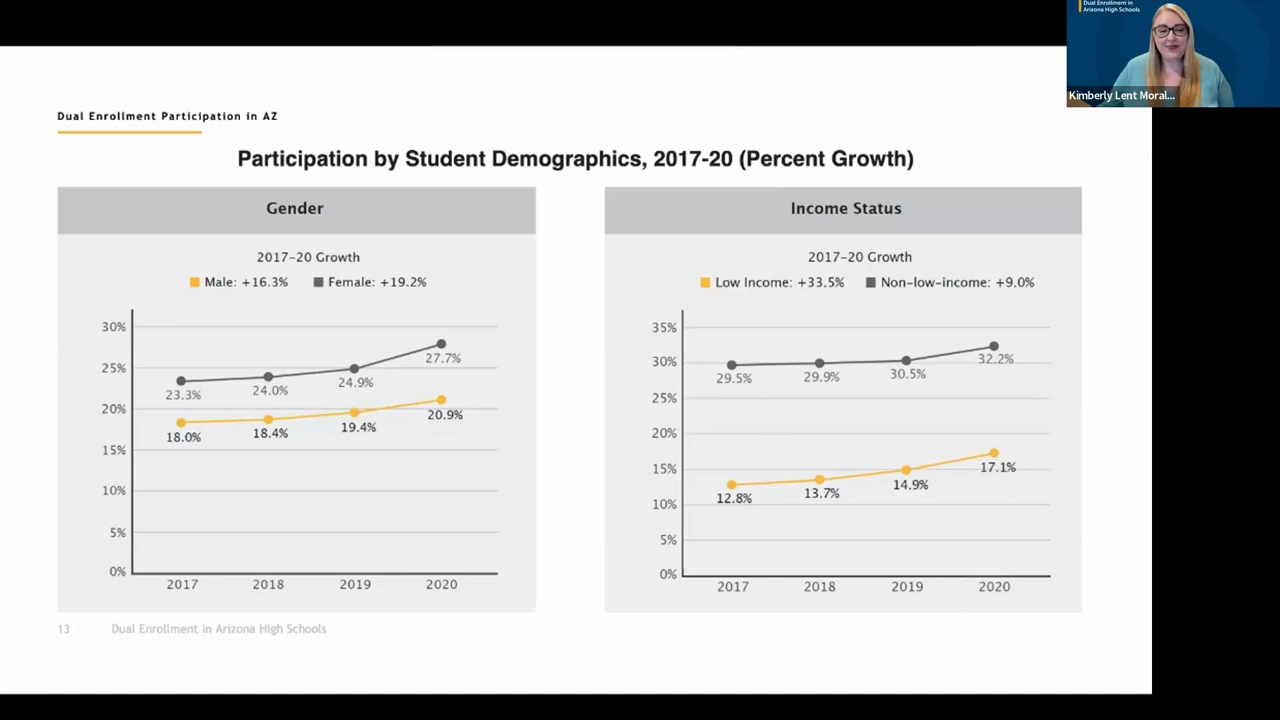 Dual Enrollment in
Arizona High Schools
Kimberly Lent Moral...
Dual Enrollment Participation in AZ
Participation by Student Demographics, 2017-20 (Percent Growth)
Gender
2017–20 Growth
Male: +16.3% Female: +19.2%
30%
25%
20%
15%
10%
5%
0%
23.3% 24.0% 24.9% 27.7%
18.0% 18.4% 19.4% 20.9%
2017 2018 2019 2020
Income Status
2017–20 Growth
Low Income: +33.5% Non-low-income: +9.0%
35%
30%
25%
20%
15%
10%
5%
0%
29.5% 29.9% 30.5% 32.2%
12.8% 13.7% 14.9% 17.1%
2017 2018 2019 2020
13 Dual Enrollment in Arizona High Schools